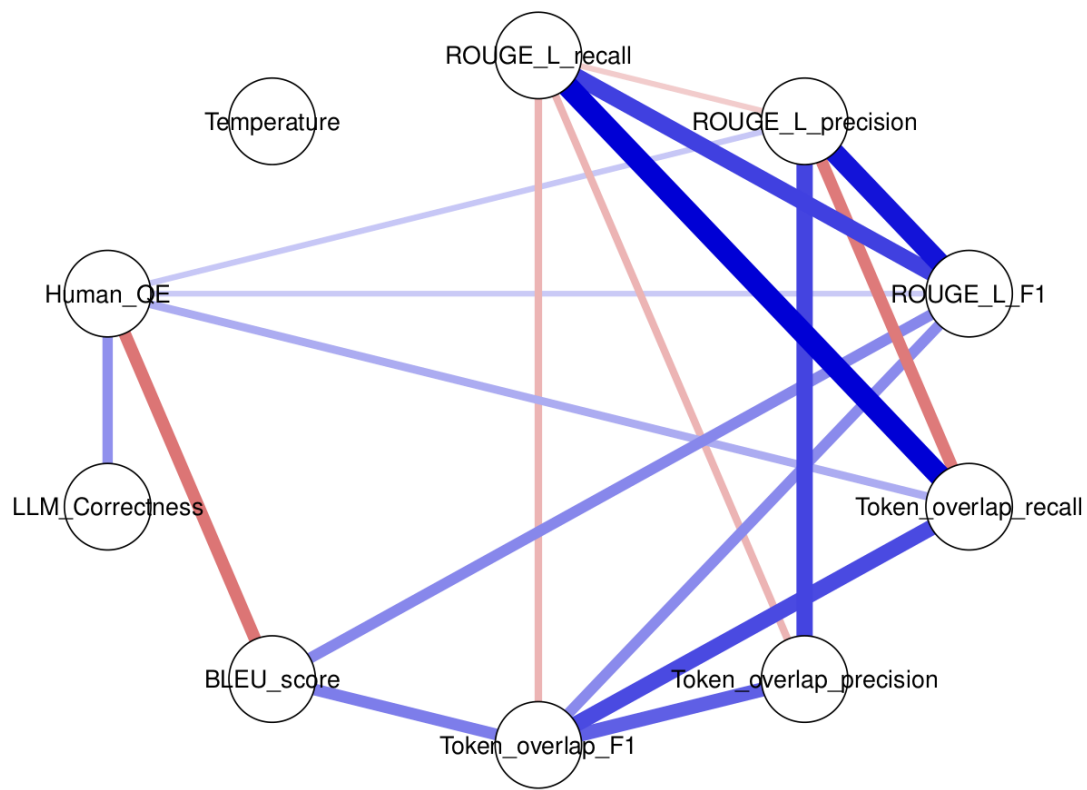 ROUGE_L_recall
Temperature
ROUGE_L_precision
Human_QE
ROUGE_L_F1
LLM_Correctness
Token_overlap_recall
BLEU_score
Token_overlap_precision
Token_overlap_F1